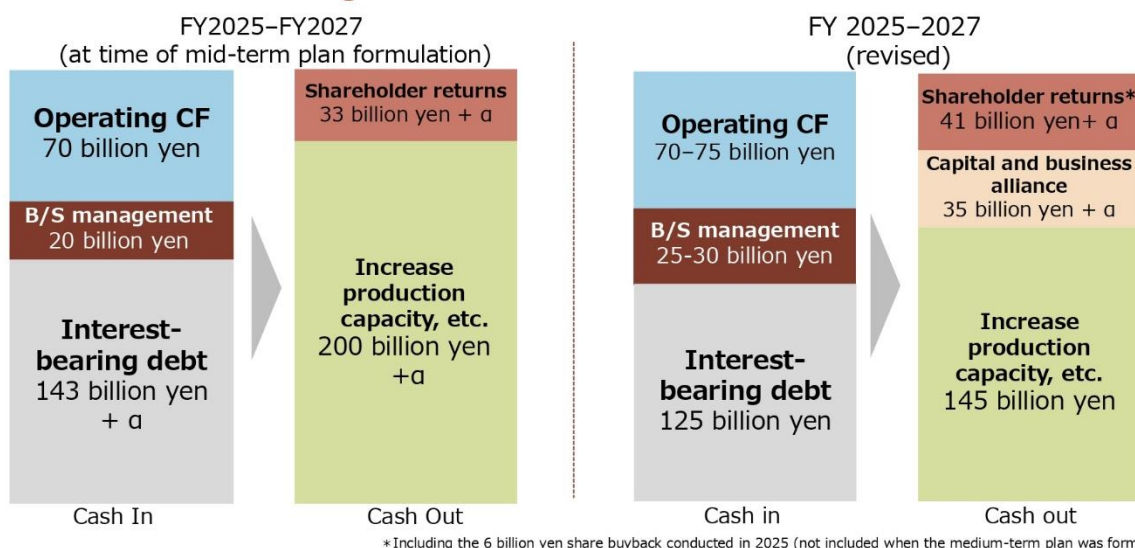 FY2025–FY2027
(at time of mid-term plan formulation)
Operating CF
70 billion yen
B/S management
20 billion yen
Interest-
bearing debt
143 billion yen
+ α
Cash In
Shareholder returns
33 billion yen + α
Increase
production
capacity, etc.
200 billion yen
+α
Cash Out
FY 2025–2027
(revised)
Operating CF
70–75 billion yen
B/S management
25-30 billion yen
Interest-
bearing debt
125 billion yen
Cash in
Shareholder returns*
41 billion yen+ α
Capital and business
alliance
35 billion yen + α
Increase
production
capacity, etc.
145 billion yen
Cash out
*Including the 6 billion yen share buyback conducted in 2025 (not included when the medium-term plan was form